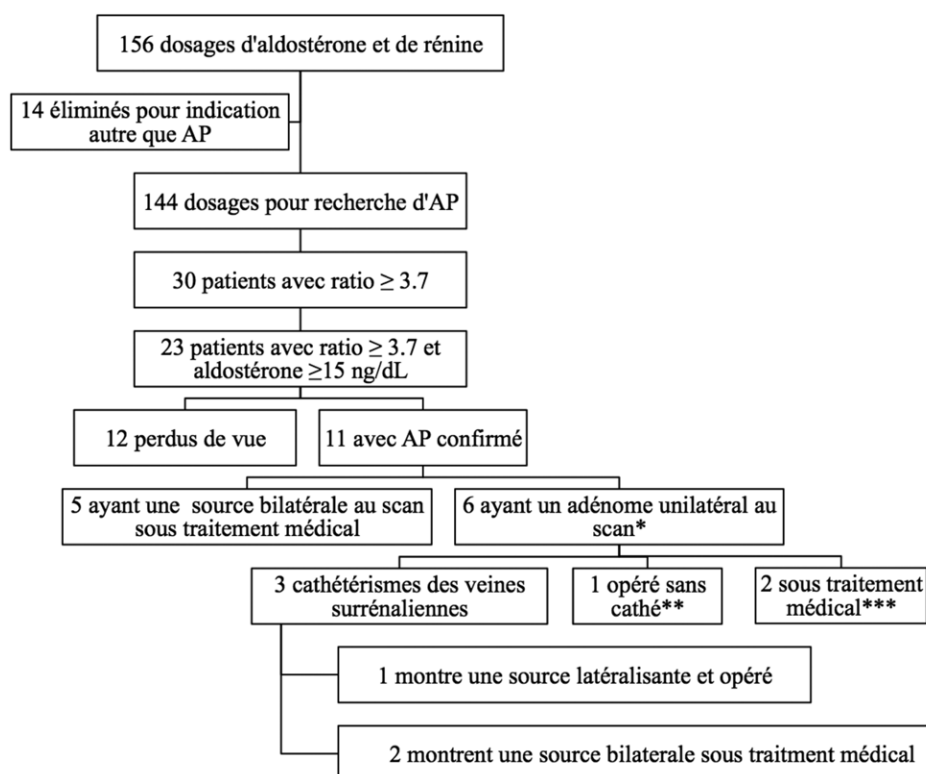 156 dosages d'aldostérone et de rénine
14 éliminés pour indication
autre que AP
144 dosages pour recherche d'AP
30 patients avec ratio ≥ 3.7
23 patients avec ratio ≥ 3.7 et
aldostérone ≥15 ng/dL
12 perdus de vue
11 avec AP confirmé
5 ayant une source bilatérale au scan
sous traitement médical
6 ayant un adénome unilatéral au
scan*
3 cathétérismes des veines
surrénaliennes
1 opéré sans
cathé**
2 sous traitement
médical***
1 montre une source latéralisante et opéré
2 montrent une source bilaterale sous traitment médical